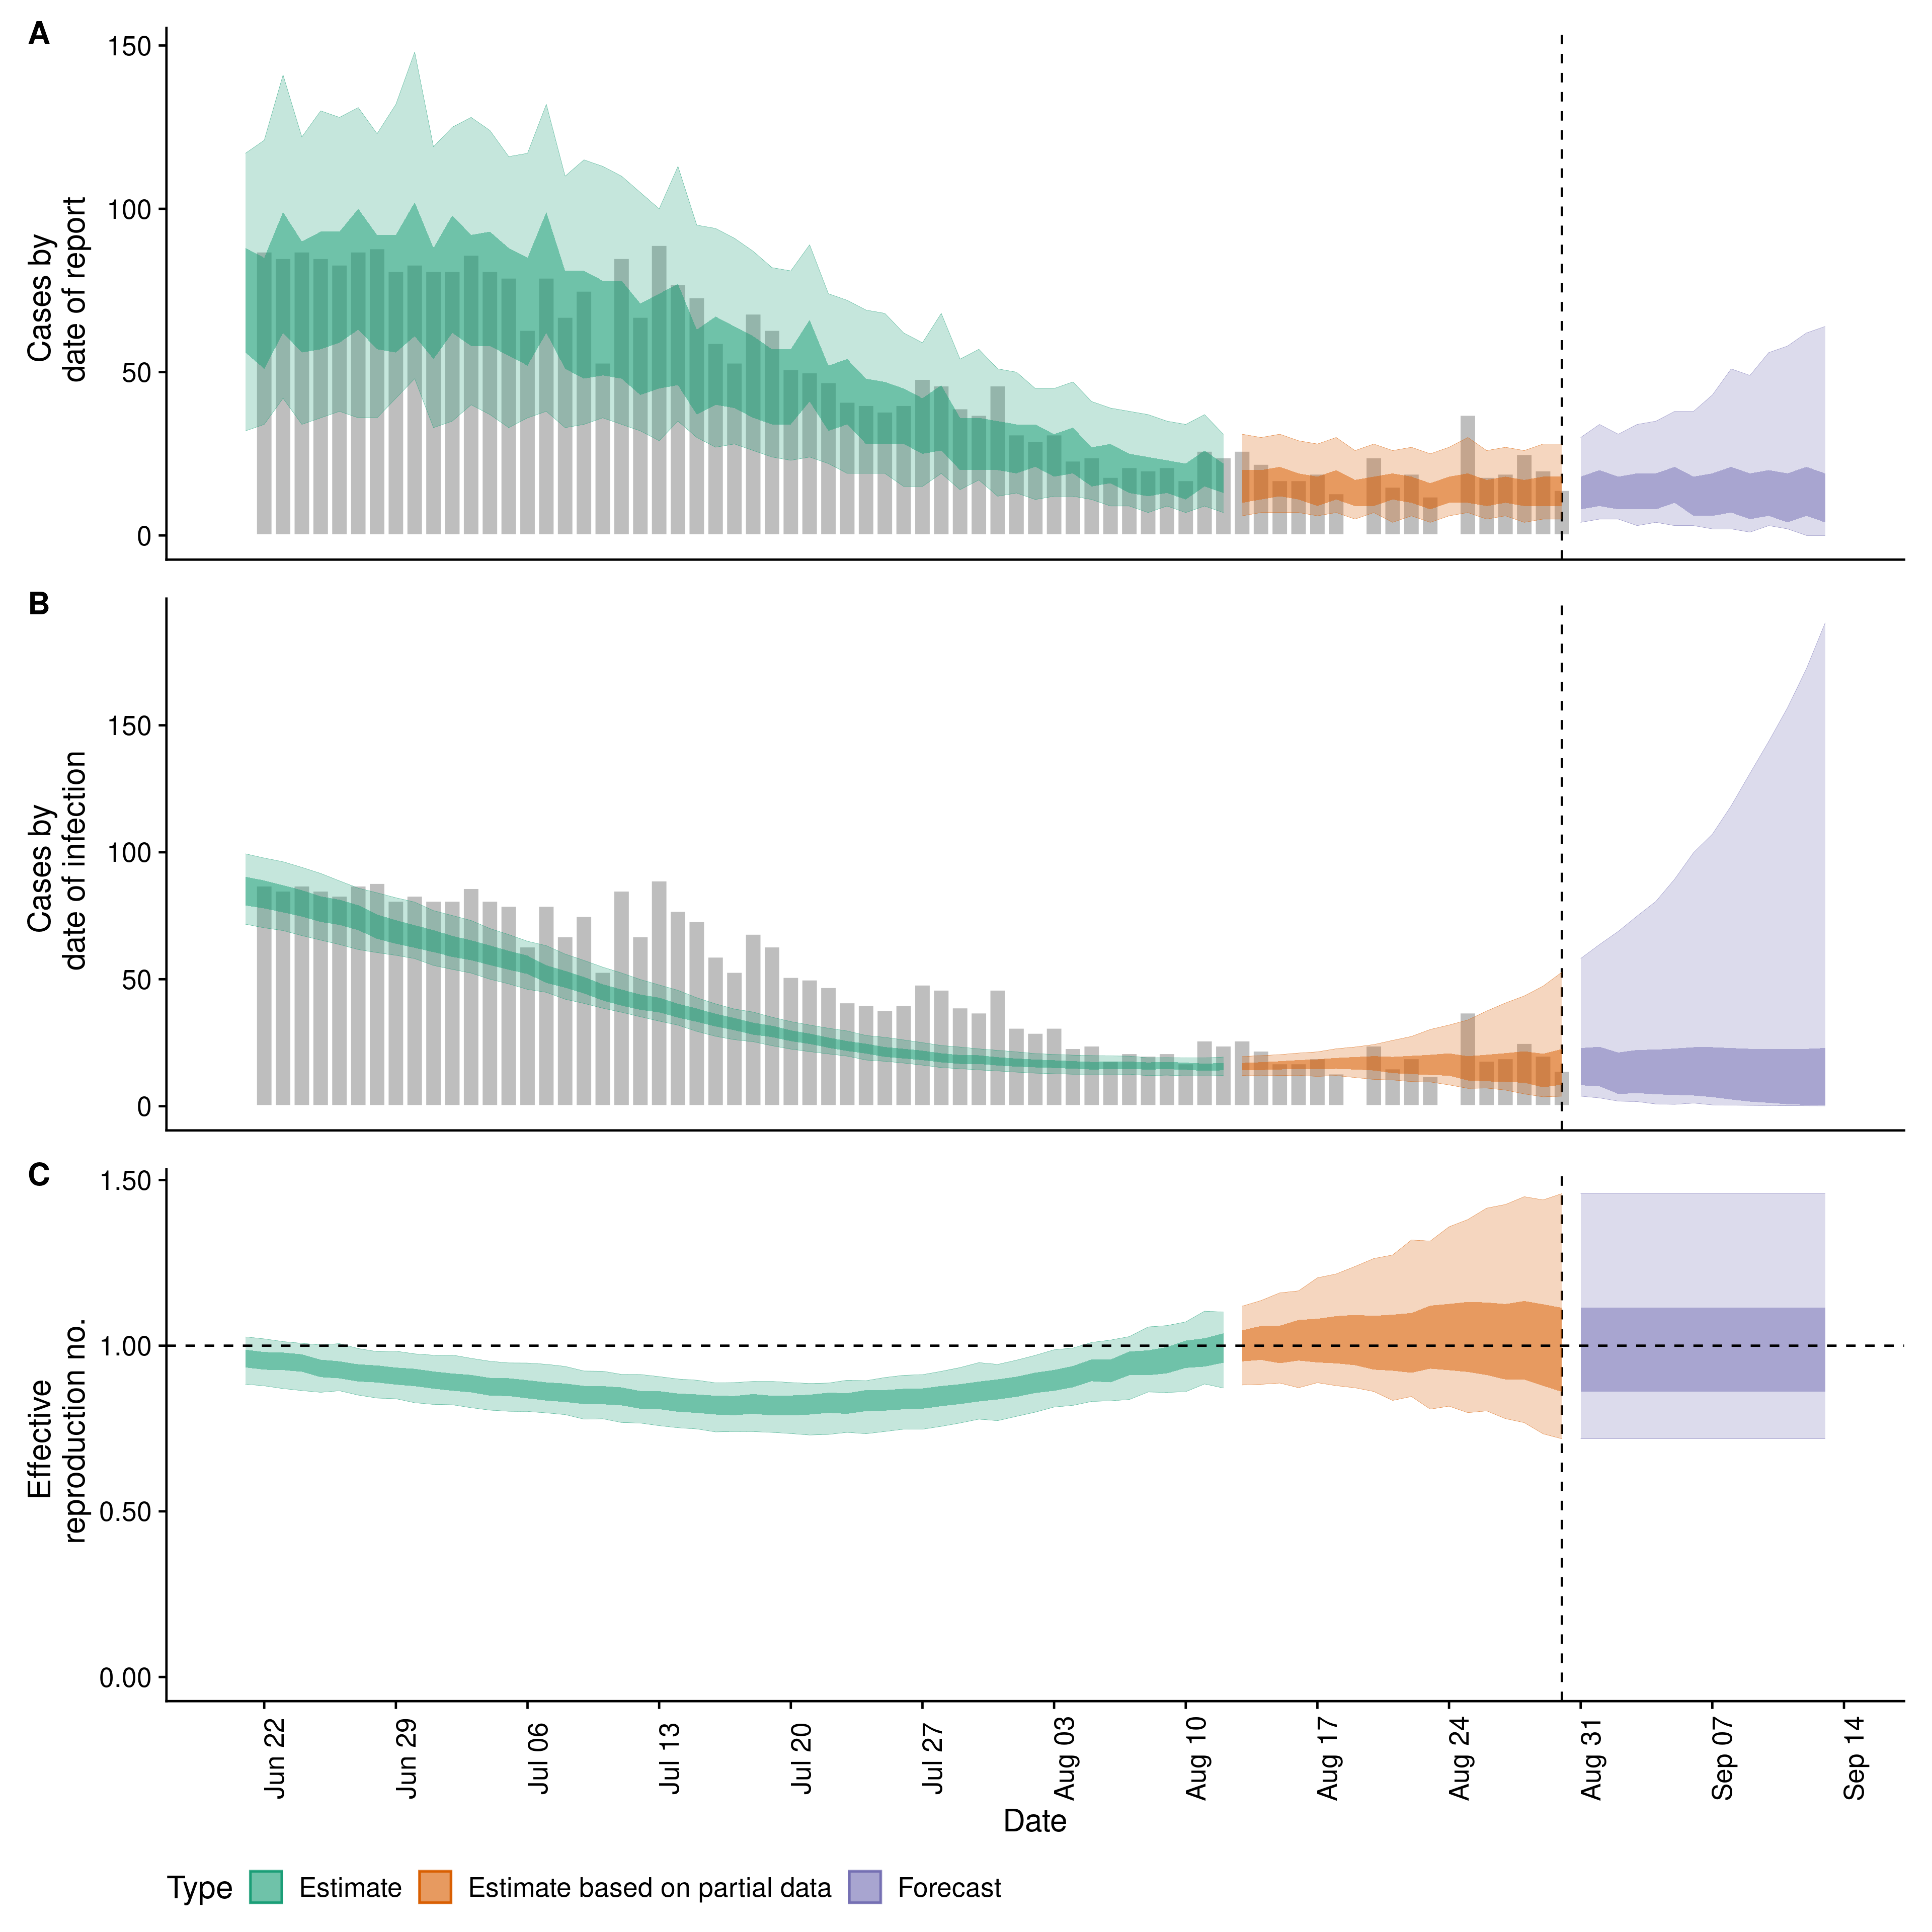 A
Cases by
date of report
150
100
50
0
B
Cases by
date of infection
150
100
50
0
C
Effective
reproduction no.
1.50
1.00
0.50
0.00
Jun 22
Jun 29
Jul 06
Jul 13
Jul 20
Jul 27
Aug 03
Aug 10
Aug 17
Aug 24
Aug 31
Sep 07
Sep 14
Date
Type Estimate Estimate based on partial data Forecast